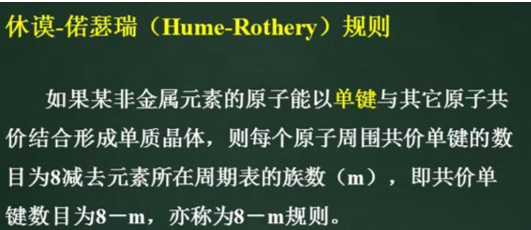 休谟-偌瑟瑞（Hume-Rothery）规则
如果某非金属元素的原子能以单键与其它原子共
价结合形成单质晶体，则每个原子周围共价单键的数
目为8减去元素所在周期表的族数（m），即共价单
键数目为8－m，亦称为8－m规则。